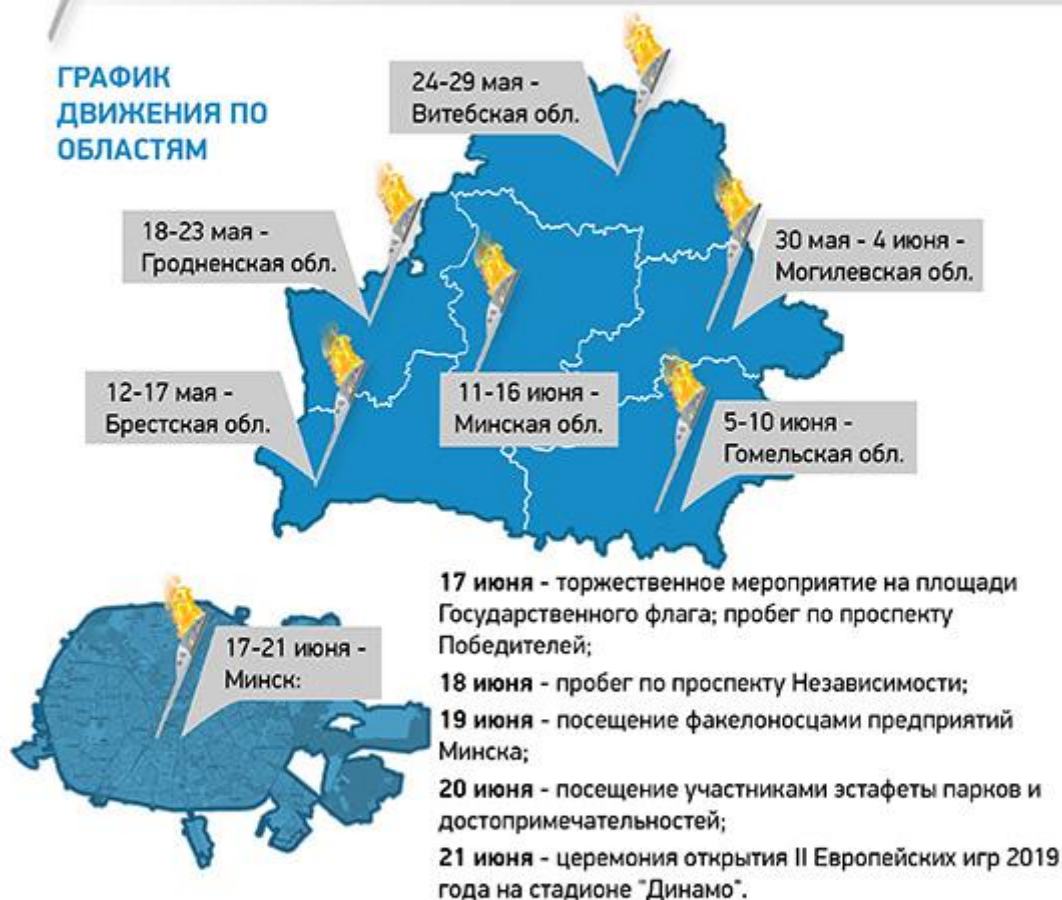 ГРАФИК
ДВИЖЕНИЯ ПО
ОБЛАСТЯМ
24-29 мая -
Витебская обл.
18-23 мая -
Гродненская обл.
30 мая - 4 июня -
Могилевская обл.
12-17 мая -
Брестская обл.
11-16 июня -
Минская обл.
5-10 июня -
Гомельская обл.
17-21 июня -
Минск:
17 июня - торжественное мероприятие на площади
Государственного флага; пробег по проспекту
Победителей;
18 июня - пробег по проспекту Независимости;
19 июня - посещение факелоносцами предприятий
Минска;
20 июня - посещение участниками эстафеты парков и
достопримечательностей;
21 июня - церемония открытия II Европейских игр 2019
года на стадионе "Динамо".